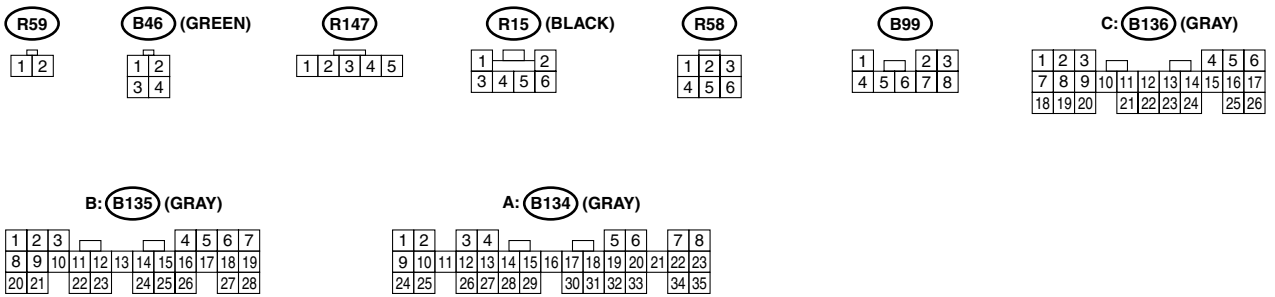 R59 B46 (GREEN) R147 R15 (BLACK) R58 B99 C: B136 (GRAY)
1 2
1 2
3 4
1 2 3 4 5
1 2
3 4 5 6
1 2 3
4 5 6
1 2 3
4 5 6 7 8
1 2 3 4 5 6
7 8 9 10 11 12 13 14 15 16 17
18 19 20 21 22 23 24 25 26
B: B135 (GRAY)
1 2 3 4 5 6 7
8 9 10 11 12 13 14 15 16 17 18 19
20 21 22 23 24 25 26 27 28
A: B134 (GRAY)
1 2 3 4 5 6 7 8
9 10 11 12 13 14 15 16 17 18 19 20 21 22 23
24 25 26 27 28 29 30 31 32 33 34 35